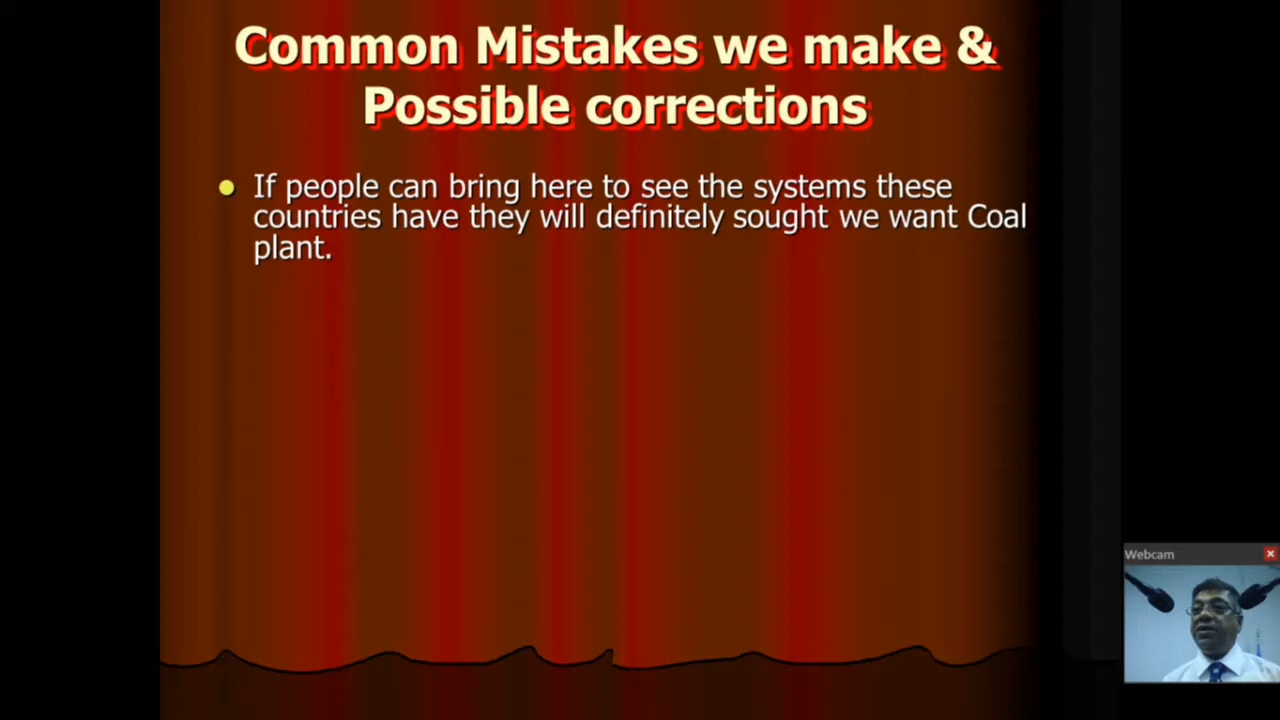 Common Mistakes we make &
Possible corrections
If people can bring here to see the systems these
countries have they will definitely sought we want Coal
plant.
Webcam